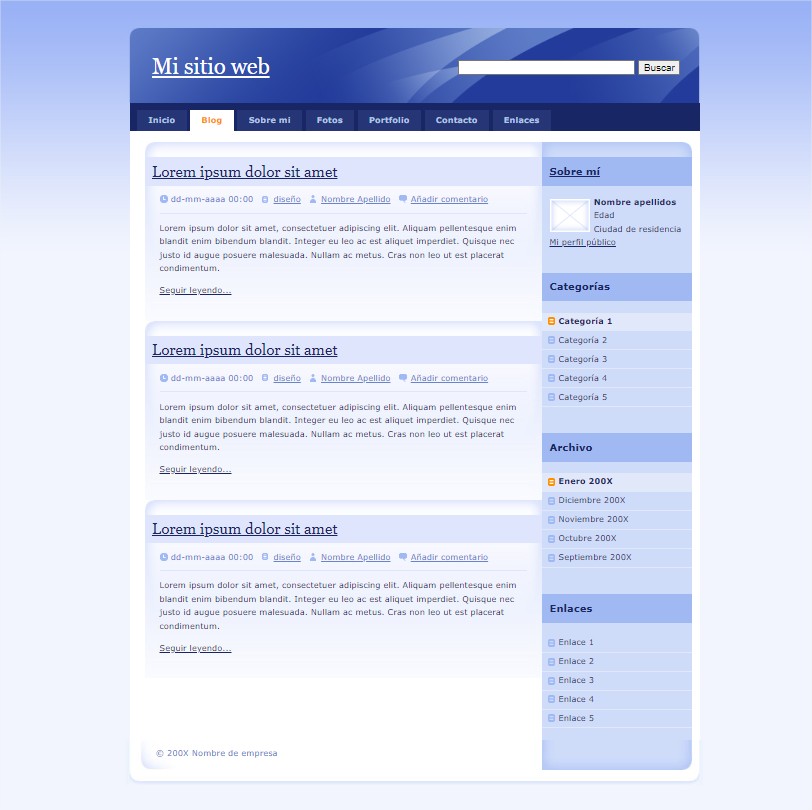 Mi sitio web
Buscar
Inicio Blog Sobre mi Fotos Portfolio Contacto Enlaces
Lorem ipsum dolor sit amet
dd-mm-aaaa 00:00 diseño Nombre Apellido Añadir comentario
Lorem ipsum dolor sit amet, consectetuer adipiscing elit. Aliquam pellentesque enim
blandit enim bibendum blandit. Integer eu leo ac est aliquet imperdiet. Quisque nec
justo id augue posuere malesuada. Nullam ac metus. Cras non leo ut est placerat
condimentum.
Seguir leyendo...
Lorem ipsum dolor sit amet
dd-mm-aaaa 00:00 diseño Nombre Apellido Añadir comentario
Lorem ipsum dolor sit amet, consectetuer adipiscing elit. Aliquam pellentesque enim
blandit enim bibendum blandit. Integer eu leo ac est aliquet imperdiet. Quisque nec
justo id augue posuere malesuada. Nullam ac metus. Cras non leo ut est placerat
condimentum.
Seguir leyendo...
Lorem ipsum dolor sit amet
dd-mm-aaaa 00:00 diseño Nombre Apellido Añadir comentario
Lorem ipsum dolor sit amet, consectetuer adipiscing elit. Aliquam pellentesque enim
blandit enim bibendum blandit. Integer eu leo ac est aliquet imperdiet. Quisque nec
justo id augue posuere malesuada. Nullam ac metus. Cras non leo ut est placerat
condimentum.
Seguir leyendo...
Sobre mí
Nombre apellidos
Edad
Ciudad de residencia
Mi perfil público
Categorías
Categoría 1
Categoría 2
Categoría 3
Categoría 4
Categoría 5
Archivo
Enero 200X
Diciembre 200X
Noviembre 200X
Octubre 200X
Septiembre 200X
Enlaces
Enlace 1
Enlace 2
Enlace 3
Enlace 4
Enlace 5
© 200X Nombre de empresa